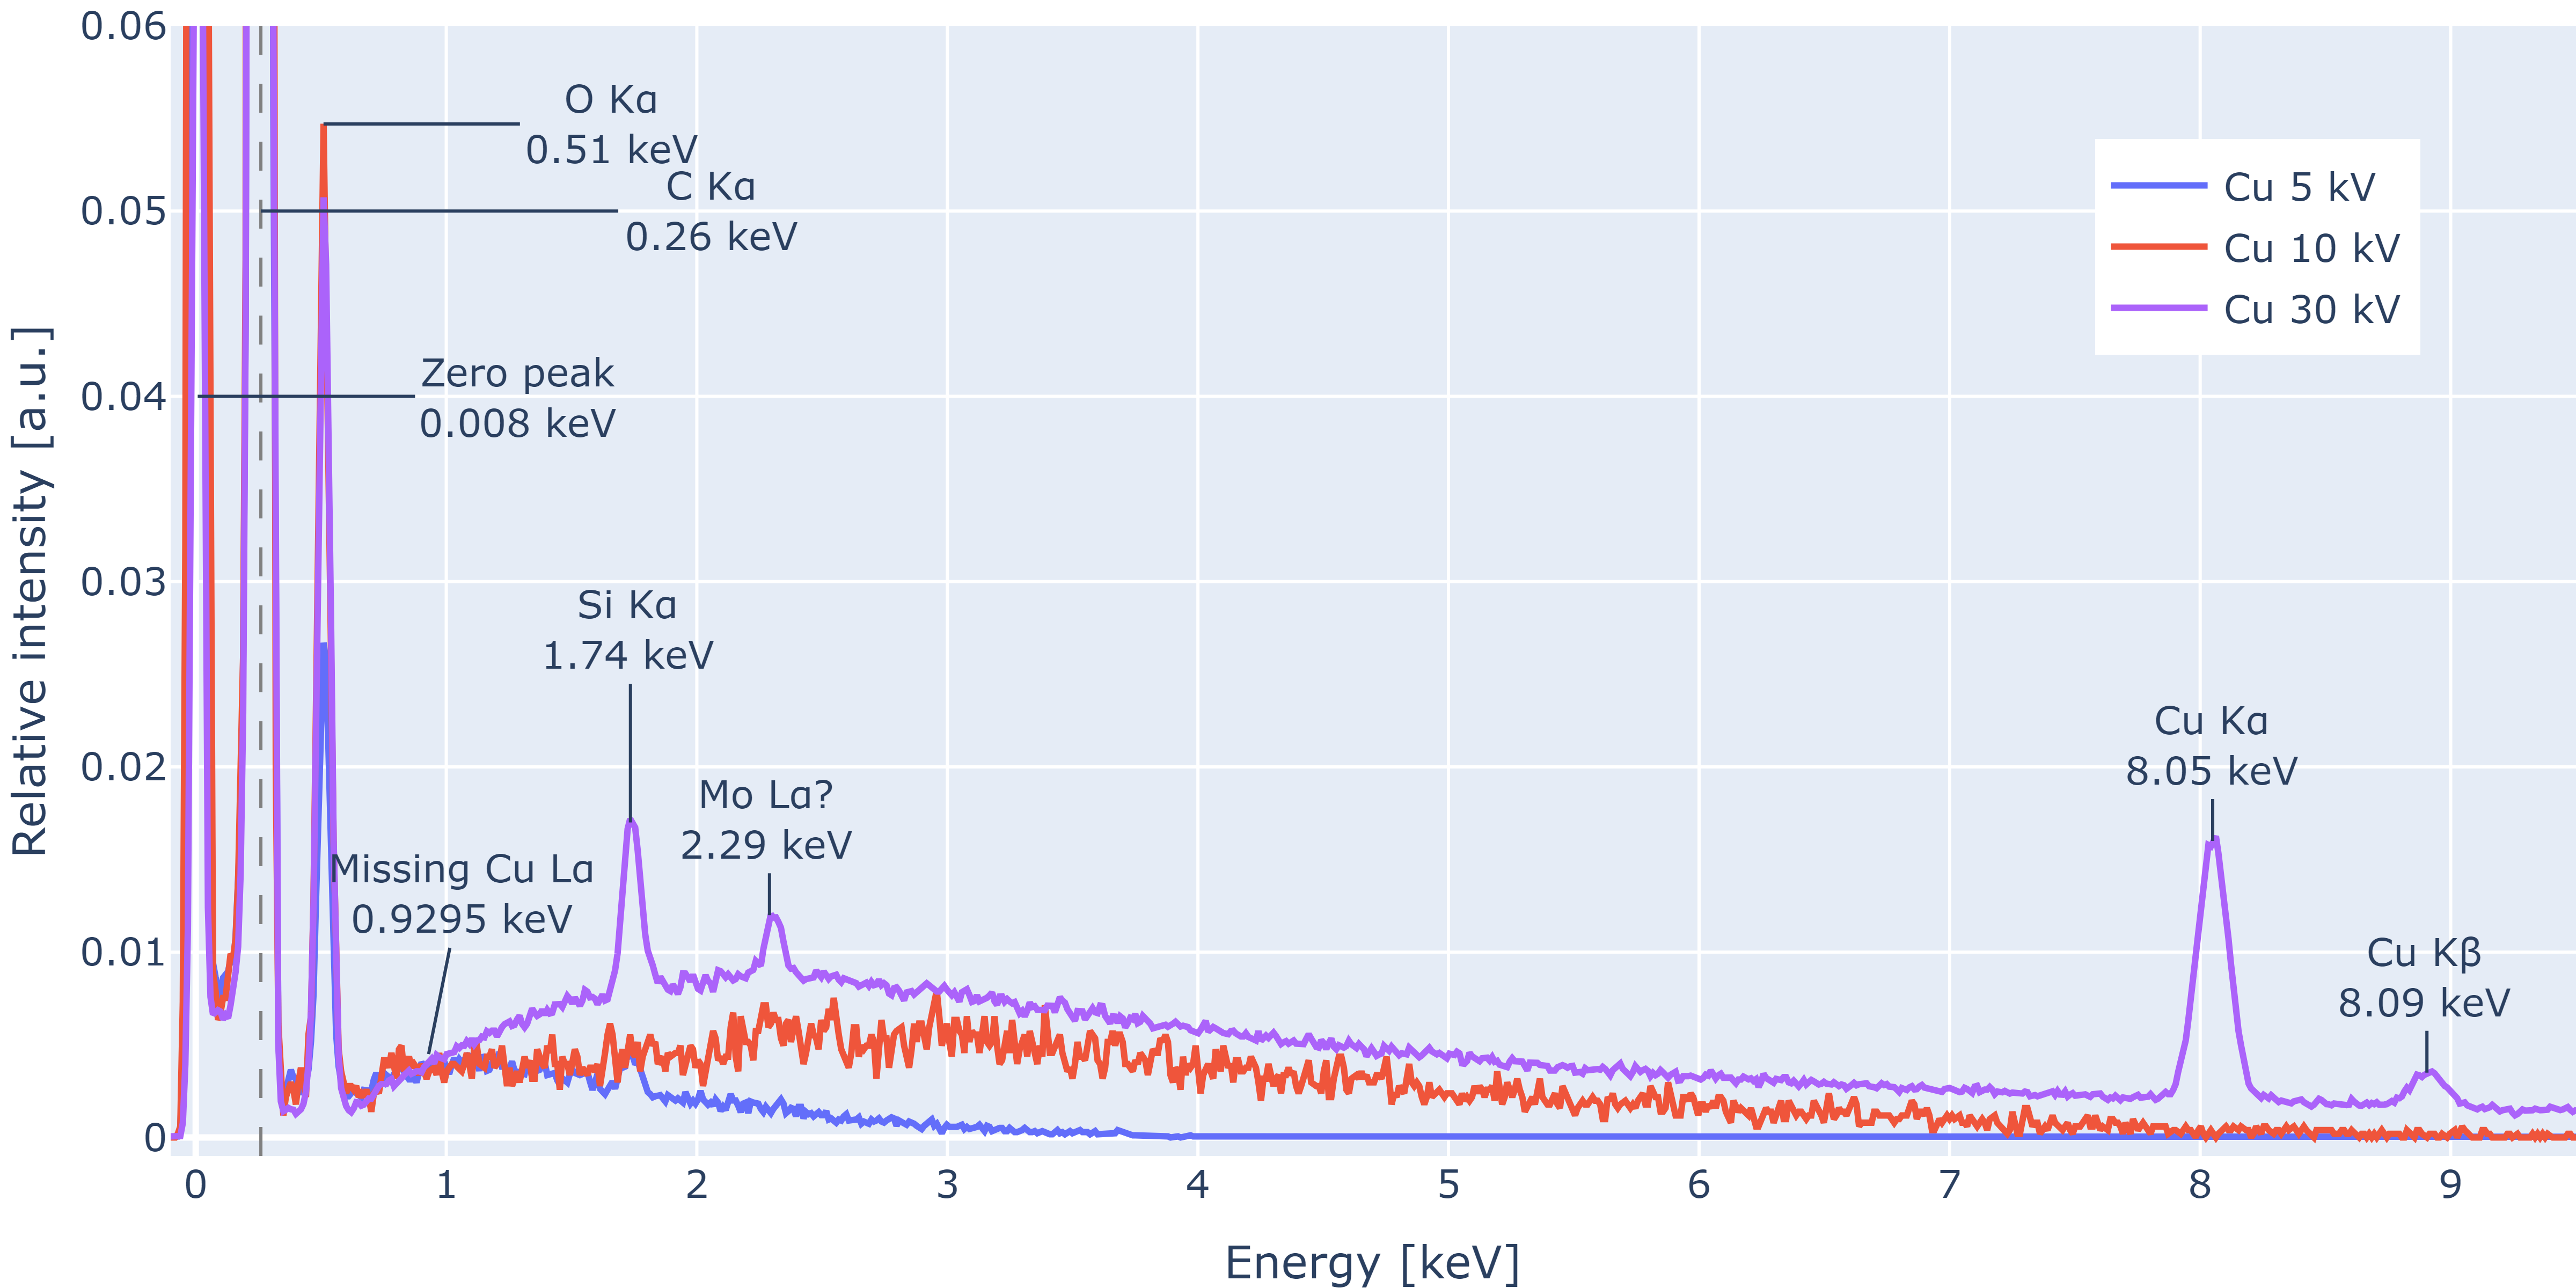 0.06
0.05
0.04
0.03
0.02
0.01
0
Relative intensity [a.u.]
O Kα
0.51 keV
C Kα
0.26 keV
Zero peak
0.008 keV
Si Kα
1.74 keV
Mo Lα?
2.29 keV
Missing Cu Lα
0.9295 keV
Cu Kα
8.05 keV
Cu Kβ
8.09 keV
Cu 5 kV
Cu 10 kV
Cu 30 kV
0 1 2 3 4 5 6 7 8 9
Energy [keV]